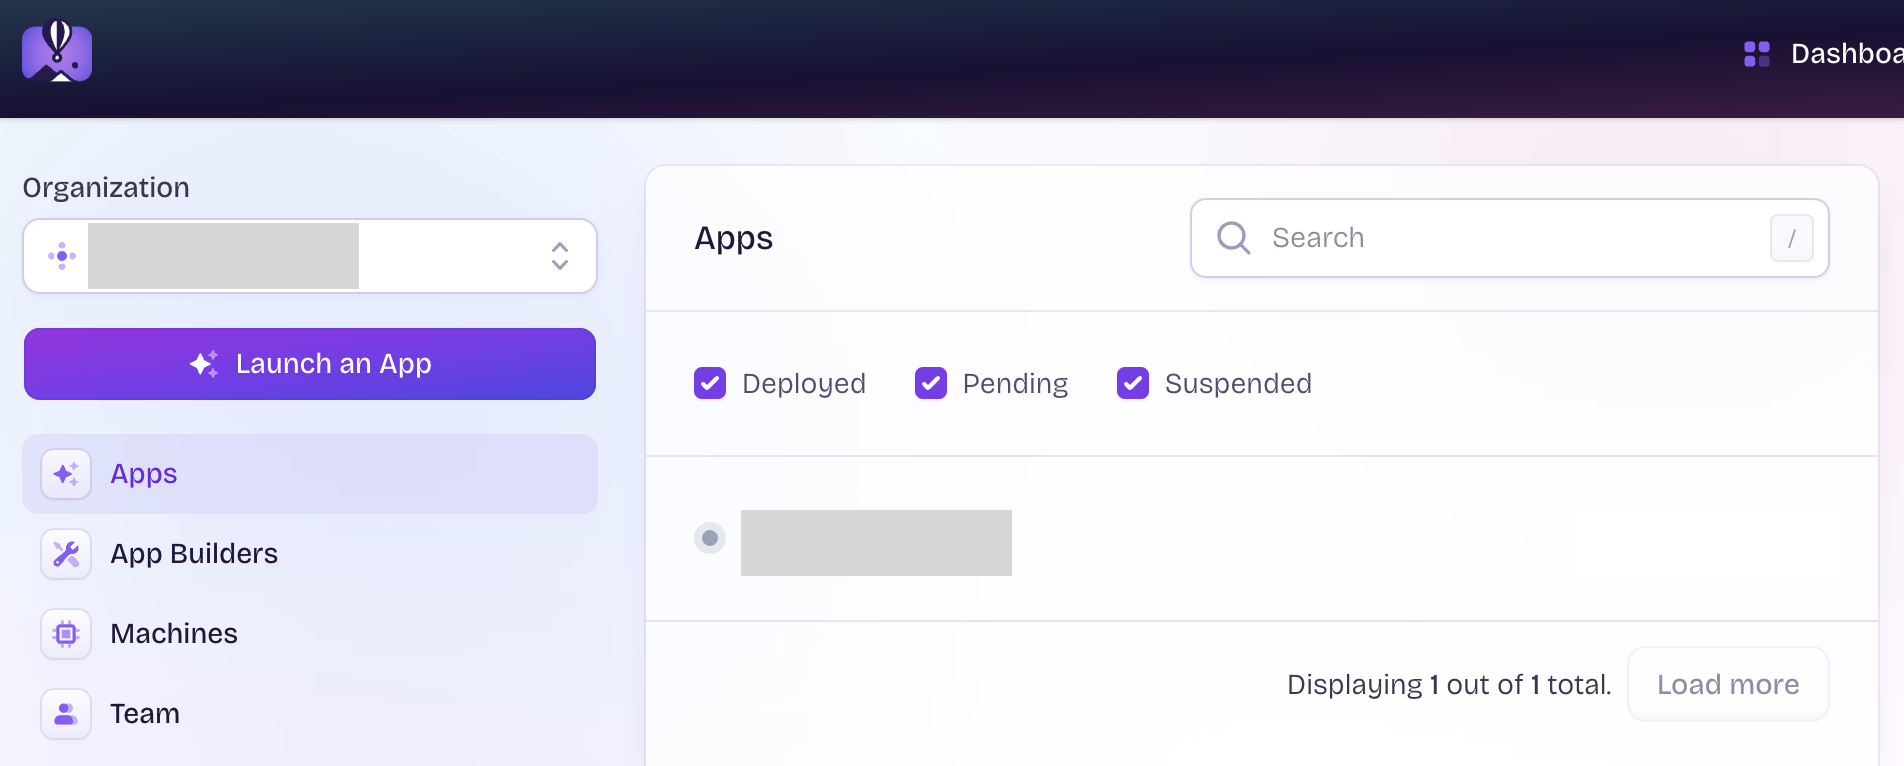 Dashboa
Organization
Launch an App
Apps
App Builders
Machines
Team
Apps
Search
/
Deployed
Pending
Suspended
Displaying 1 out of 1 total.
Load more